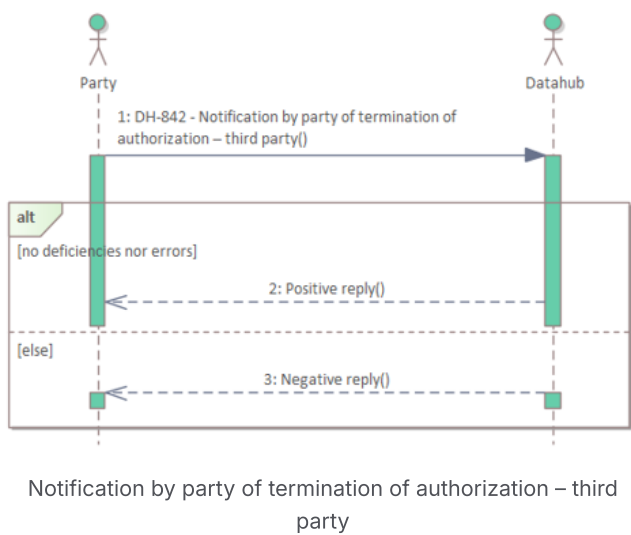 Party
Datahub
1: DH-842 - Notification by party of termination of
authorization – third party()
alt
[no deficiencies nor errors]
2: Positive reply()
[else]
3: Negative reply()
Notification by party of termination of authorization – third
party